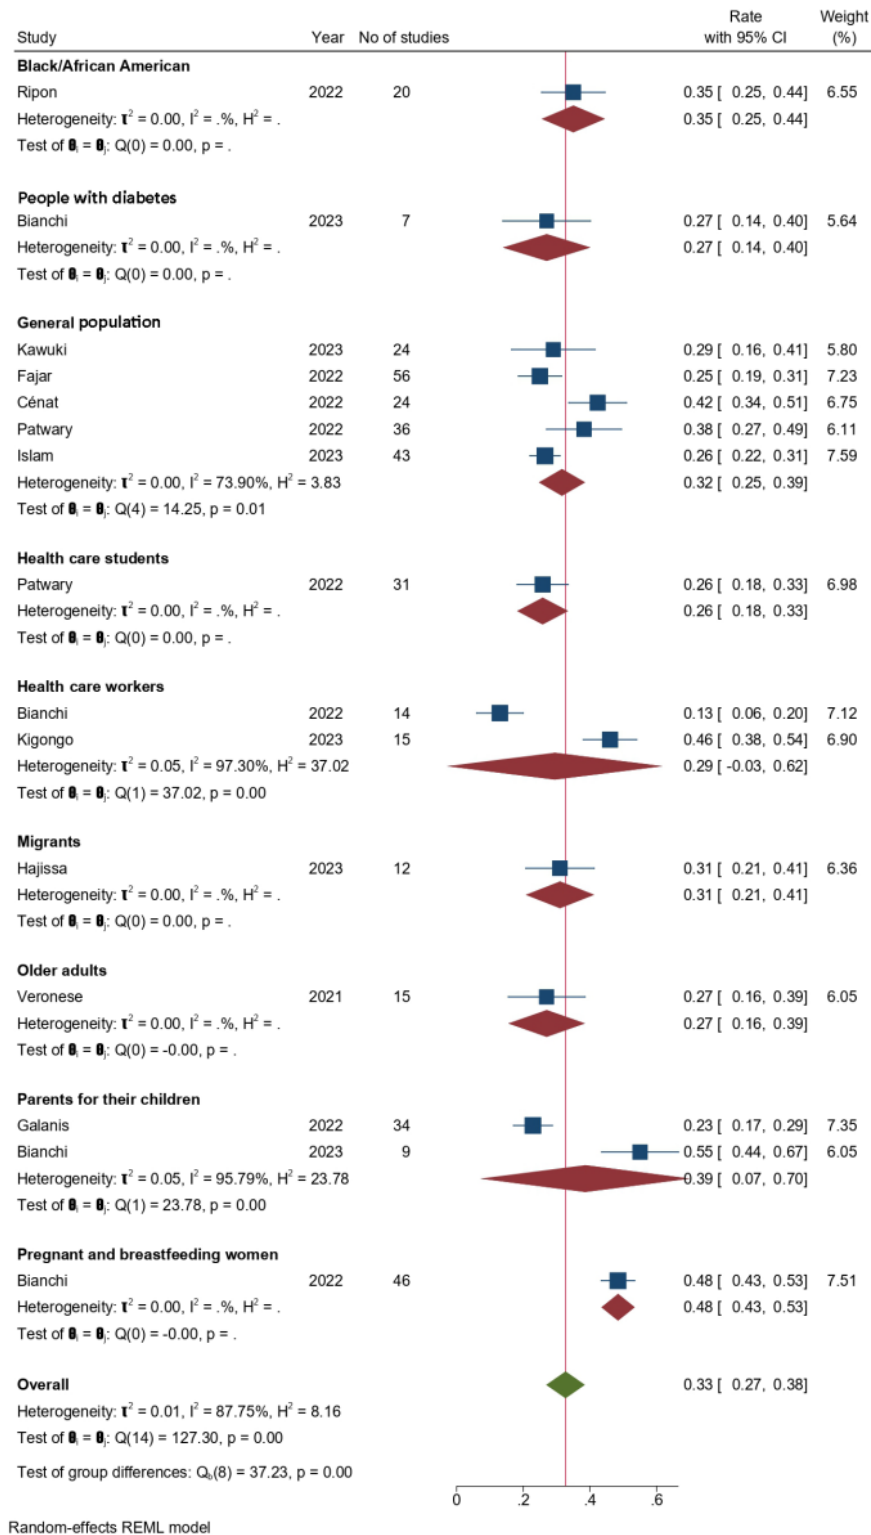 Rate Weight
Study Year No of studies with 95% CI (%)
Black/African American
Ripon 2022 20 0.35 [ 0.25, 0.44] 6.55
Heterogeneity: τ² = 0.00, I² = .%, H² = . 0.35 [ 0.25, 0.44]
Test of θᵢ = θⱼ: Q(0) = 0.00, p = .
People with diabetes
Bianchi 2023 7 0.27 [ 0.14, 0.40] 5.64
Heterogeneity: τ² = 0.00, I² = .%, H² = . 0.27 [ 0.14, 0.40]
Test of θᵢ = θⱼ: Q(0) = 0.00, p = .
General population
Kawuki 2023 24 0.29 [ 0.16, 0.41] 5.80
Fajar 2022 56 0.25 [ 0.19, 0.31] 7.23
Cénat 2022 24 0.42 [ 0.34, 0.51] 6.75
Patwary 2022 36 0.38 [ 0.27, 0.49] 6.11
Islam 2023 43 0.26 [ 0.22, 0.31] 7.59
Heterogeneity: τ² = 0.00, I² = 73.90%, H² = 3.83 0.32 [ 0.25, 0.39]
Test of θᵢ = θⱼ: Q(4) = 14.25, p = 0.01
Health care students
Patwary 2022 31 0.26 [ 0.18, 0.33] 6.98
Heterogeneity: τ² = 0.00, I² = .%, H² = . 0.26 [ 0.18, 0.33]
Test of θᵢ = θⱼ: Q(0) = 0.00, p = .
Health care workers
Bianchi 2022 14 0.13 [ 0.06, 0.20] 7.12
Kigongo 2023 15 0.46 [ 0.38, 0.54] 6.90
Heterogeneity: τ² = 0.05, I² = 97.30%, H² = 37.02 0.29 [ -0.03, 0.62]
Test of θᵢ = θⱼ: Q(1) = 37.02, p = 0.00
Migrants
Hajissa 2023 12 0.31 [ 0.21, 0.41] 6.36
Heterogeneity: τ² = 0.00, I² = .%, H² = . 0.31 [ 0.21, 0.41]
Test of θᵢ = θⱼ: Q(0) = 0.00, p = .
Older adults
Veronese 2021 15 0.27 [ 0.16, 0.39] 6.05
Heterogeneity: τ² = 0.00, I² = .%, H² = . 0.27 [ 0.16, 0.39]
Test of θᵢ = θⱼ: Q(0) = -0.00, p = .
Parents for their children
Galanis 2022 34 0.23 [ 0.17, 0.29] 7.35
Bianchi 2023 9 0.55 [ 0.44, 0.67] 6.05
Heterogeneity: τ² = 0.05, I² = 95.79%, H² = 23.78 0.39 [ 0.07, 0.70]
Test of θᵢ = θⱼ: Q(1) = 23.78, p = 0.00
Pregnant and breastfeeding women
Bianchi 2022 46 0.48 [ 0.43, 0.53] 7.51
Heterogeneity: τ² = 0.00, I² = .%, H² = . 0.48 [ 0.43, 0.53]
Test of θᵢ = θⱼ: Q(0) = -0.00, p = .
Overall 0.33 [ 0.27, 0.38]
Heterogeneity: τ² = 0.01, I² = 87.75%, H² = 8.16
Test of θᵢ = θⱼ: Q(14) = 127.30, p = 0.00
Test of group differences: Q_b(8) = 37.23, p = 0.00
0 .2 .4 .6
Random-effects REML model